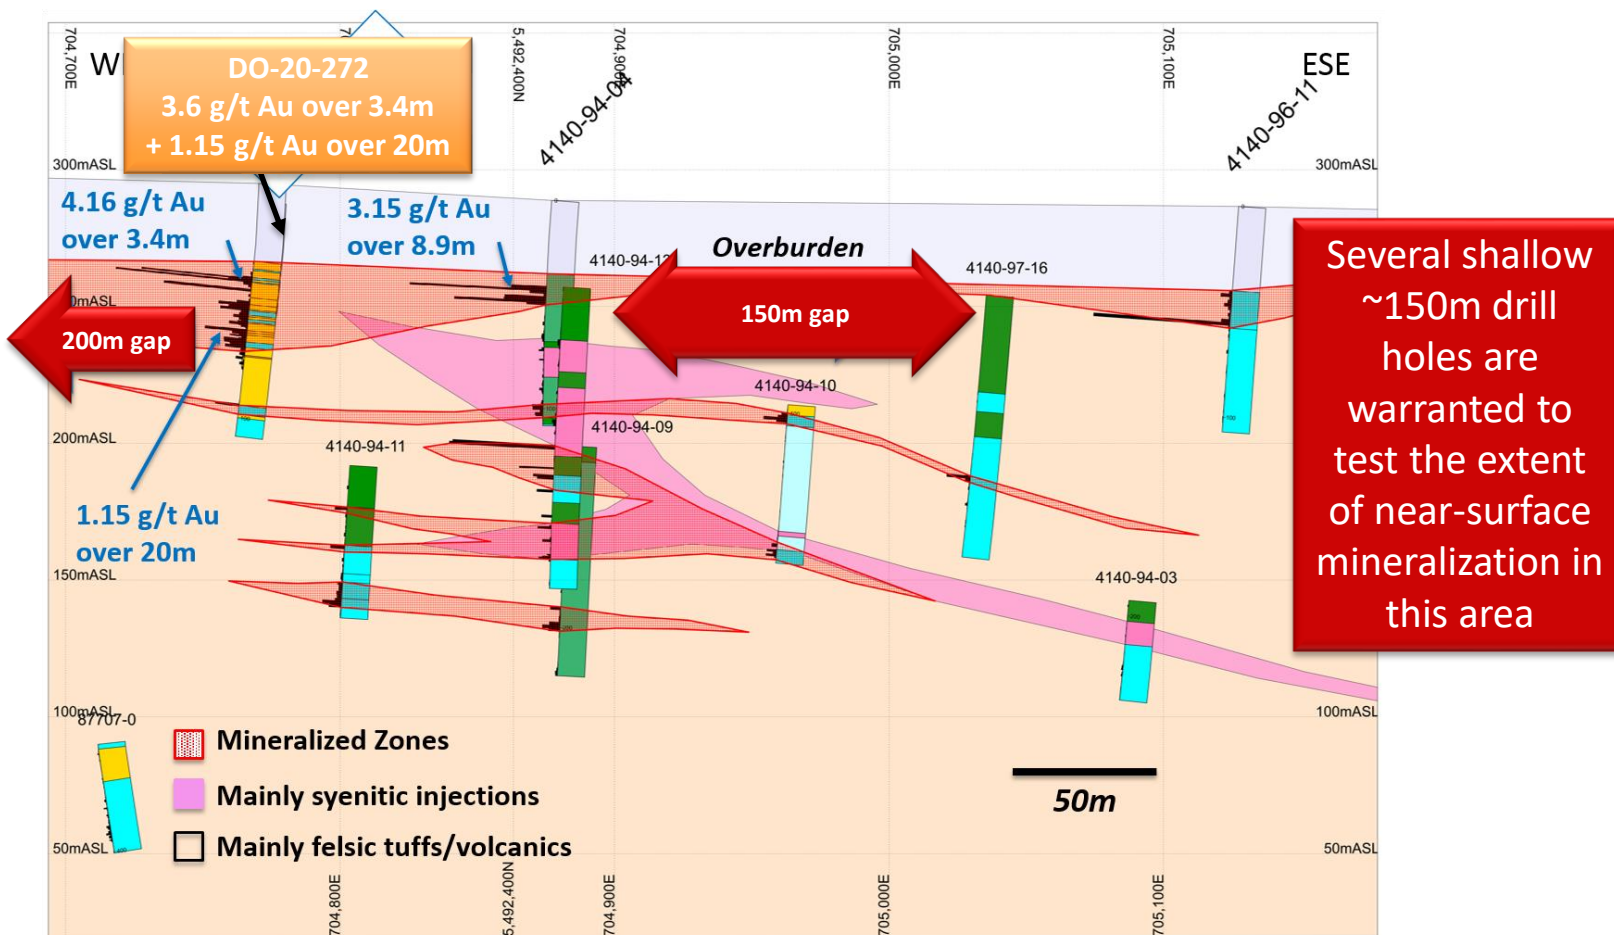 704,700E
5,492,400N
704,900E
705,000E
705,100E
ESE
DO-20-272
3.6 g/t Au over 3.4m
+ 1.15 g/t Au over 20m
4140-94-04
4140-96-11
300mASL
300mASL
4.16 g/t Au
over 3.4m
3.15 g/t Au
over 8.9m
Overburden
4140-97-16
200m gap
150m gap
Several shallow
~150m drill
holes are
warranted to
test the extent
of near-surface
mineralization in
this area
4140-94-10
4140-94-09
4140-94-11
200mASL
1.15 g/t Au
over 20m
150mASL
4140-94-03
100mASL
100mASL
87707-0
Mineralized Zones
Mainly syenitic injections
Mainly felsic tuffs/volcanics
50m
50mASL
50mASL
704,800E
5,492,400N
704,900E
705,000E
705,100E